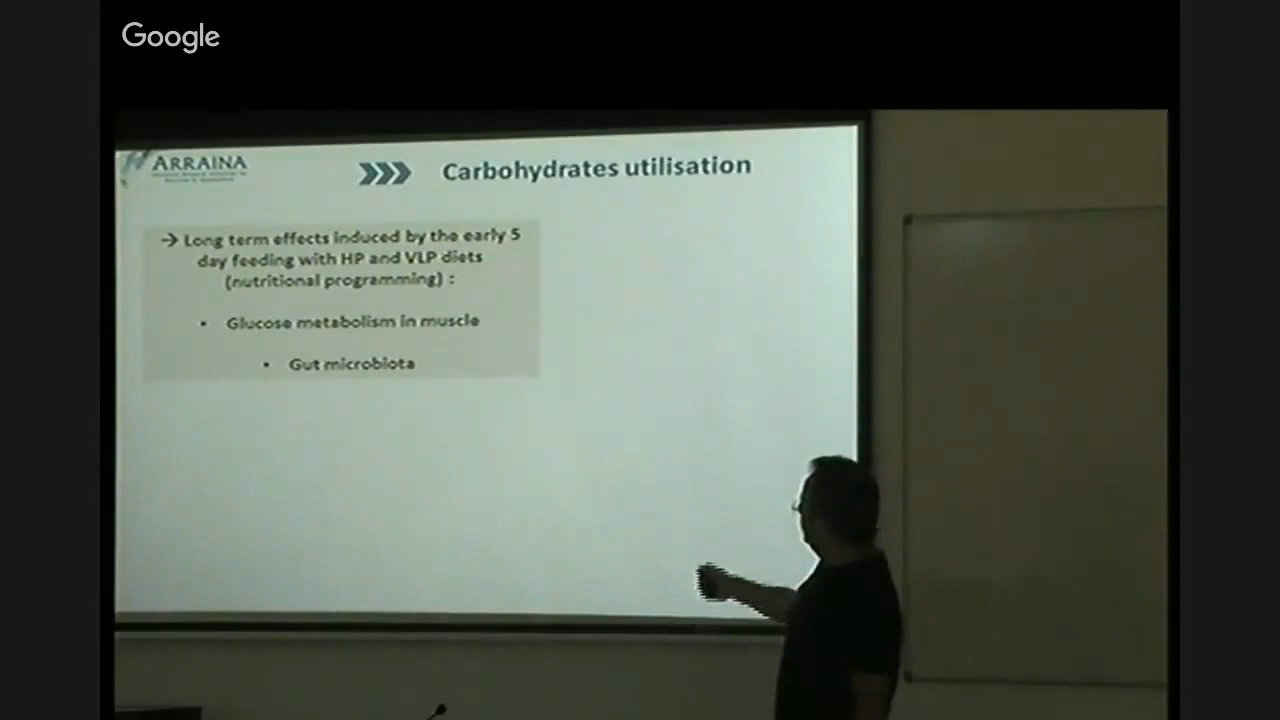 Google
ARRAINA
Carbohydrates utilisation
→ Long term effects induced by the early 5
day feeding with HP and VLP diets
(nutritional programming) :
• Glucose metabolism in muscle
• Gut microbiota